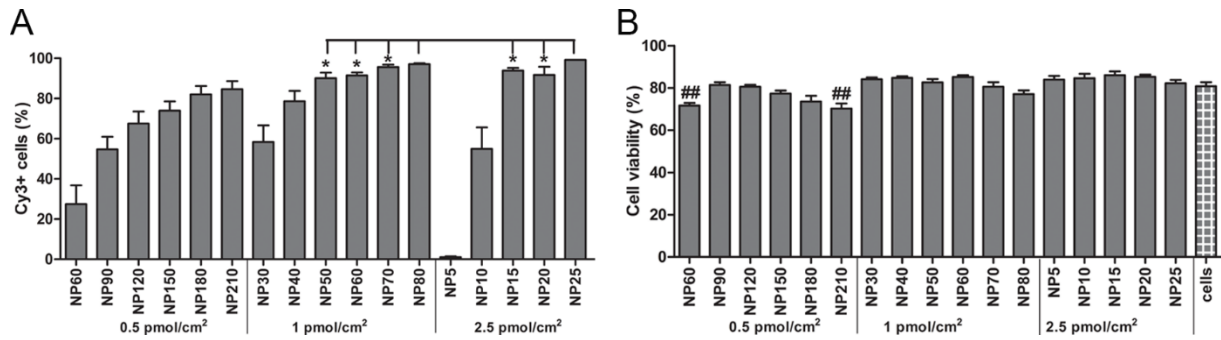 A
Cy3+ cells (%)
100
80
60
40
20
0
* * * * *
NP60 NP90 NP120 NP150 NP180 NP210 NP30 NP40 NP50 NP60 NP70 NP80 NP5 NP10 NP15 NP20 NP25
0.5 pmol/cm² 1 pmol/cm² 2.5 pmol/cm²
B
Cell viability (%)
100
80
60
40
20
0
## ##
NP60 NP90 NP120 NP150 NP180 NP210 NP30 NP40 NP50 NP60 NP70 NP80 NP5 NP10 NP15 NP20 NP25 cells
0.5 pmol/cm² 1 pmol/cm² 2.5 pmol/cm²